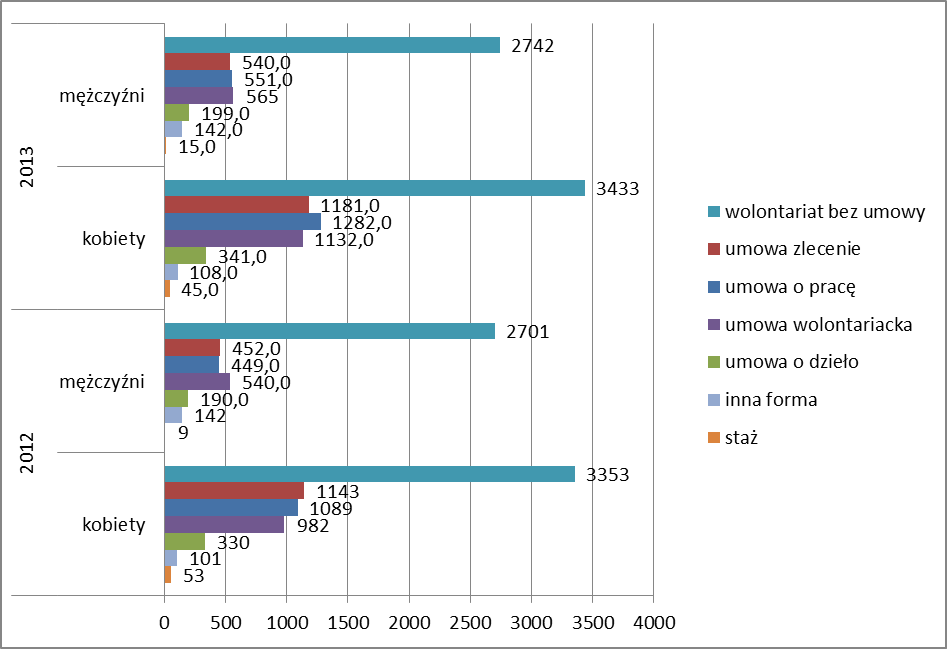 2013
mężczyźni
2742
540,0
551,0
565
199,0
142,0
15,0
kobiety
3433
1181,0
1282,0
1132,0
341,0
108,0
45,0
2012
mężczyźni
2701
452,0
449,0
540,0
190,0
142
9
kobiety
3353
1143
1089
982
330
101
53
0 500 1000 1500 2000 2500 3000 3500 4000
wolontariat bez umowy
umowa zlecenie
umowa o pracę
umowa wolontariacka
umowa o dzieło
inna forma
staż